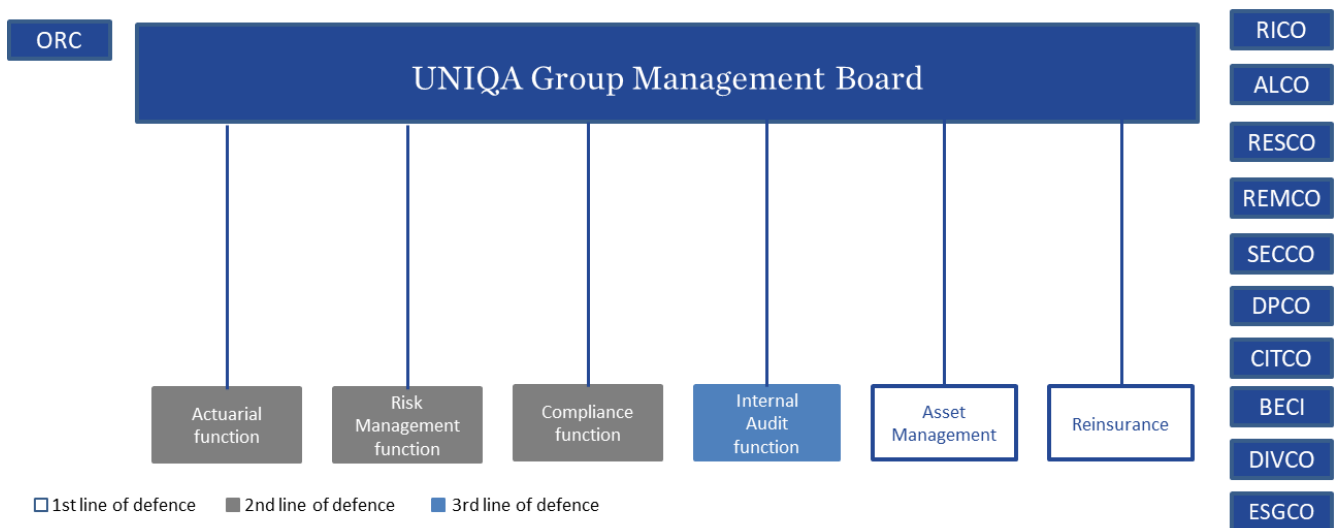 ORC
UNIQA Group Management Board
RICO
ALCO
RESCO
REMCO
SECCO
DPCO
CITCO
BECI
DIVCO
ESGCO
Actuarial
function
Risk
Management
function
Compliance
function
Internal
Audit
function
Asset
Management
Reinsurance
1st line of defence
2nd line of defence
3rd line of defence